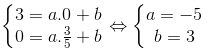 { 3 = a.0 + b ⇔ { a = −5
{ 0 = a.3/5 + b ⇔ { b = 3